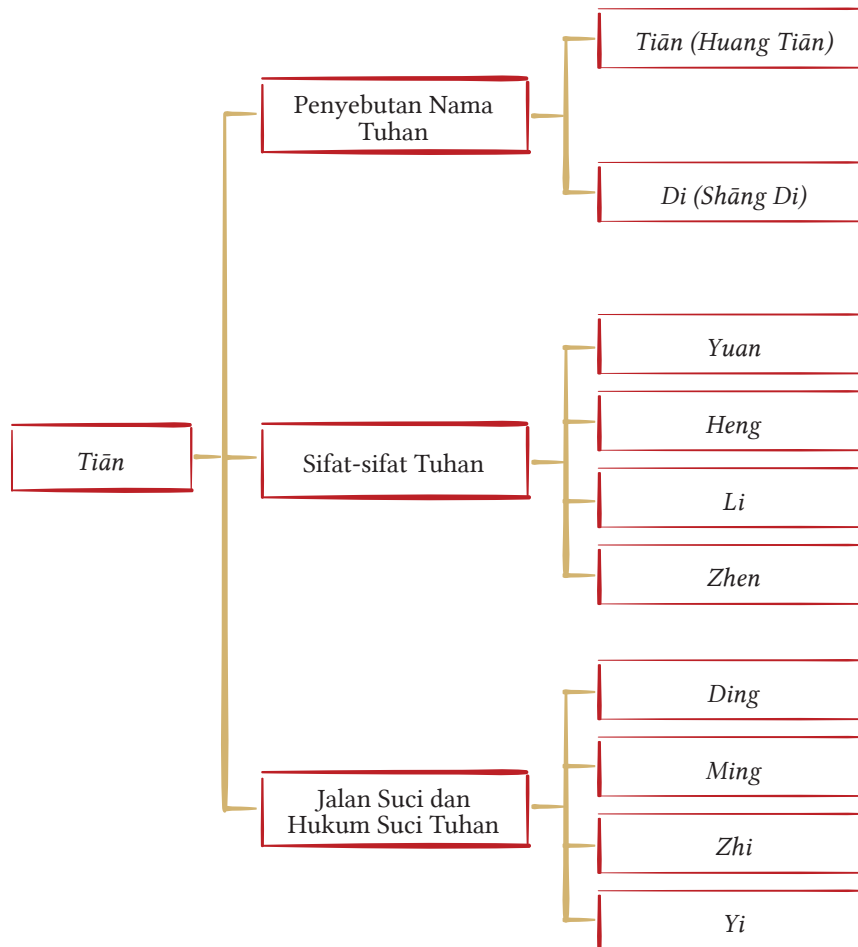 Tiān
Penyebutan Nama
Tuhan
Tiān (Huang Tiān)
Di (Shāng Di)
Sifat-sifat Tuhan
Yuan
Heng
Li
Zhen
Jalan Suci dan
Hukum Suci Tuhan
Ding
Ming
Zhi
Yi